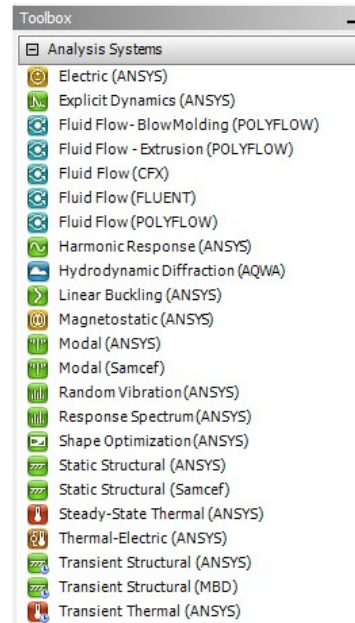 Toolbox
Analysis Systems
Electric (ANSYS)
Explicit Dynamics (ANSYS)
Fluid Flow- BlowMolding (POLYFLOW)
Fluid Flow - Extrusion (POLYFLOW)
Fluid Flow (CFX)
Fluid Flow (FLUENT)
Fluid Flow (POLYFLOW)
Harmonic Response (ANSYS)
Hydrodynamic Diffraction (AQWA)
Linear Buckling (ANSYS)
Magnetostatic (ANSYS)
Modal (ANSYS)
Modal (Samcef)
Random Vibration (ANSYS)
Response Spectrum (ANSYS)
Shape Optimization (ANSYS)
Static Structural (ANSYS)
Static Structural (Samcef)
Steady-State Thermal (ANSYS)
Thermal-Electric (ANSYS)
Transient Structural (ANSYS)
Transient Structural (MBD)
Transient Thermal (ANSYS)